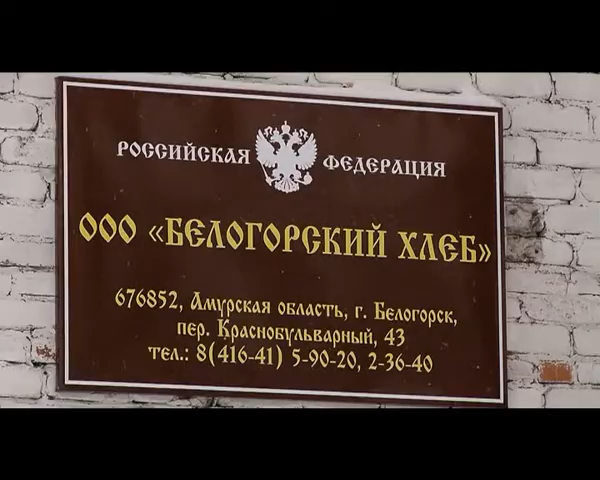 РОССИЙСКАЯ ФЕДЕРАЦИЯ
ООО «БЕЛОГОРСКИЙ ХЛЕБ»
676852, Амурская область, г. Белогорск,
пер. Краснобульварный, 43
тел.: 8(416-41) 5-90-20, 2-36-40